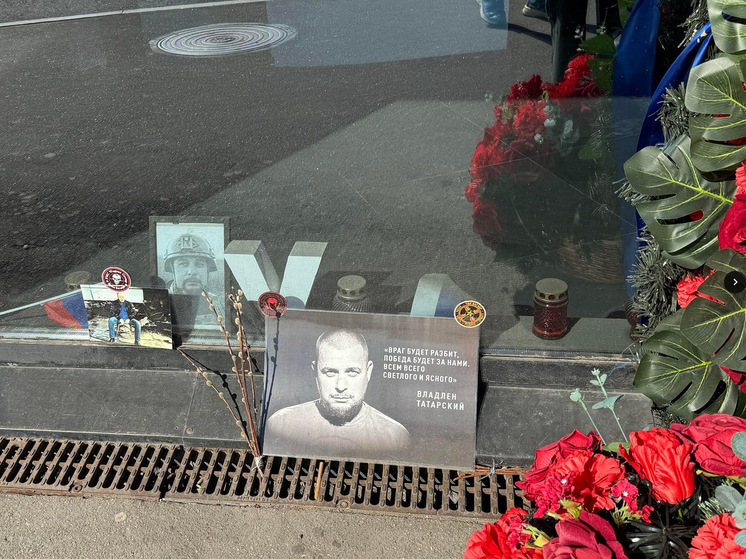 «ВРАГ БУДЕТ РАЗБИТ,
ПОБЕДА БУДЕТ ЗА НАМИ.
ВСЕМ ВСЕГО
СВЕТЛОГО И ЯСНОГО»
ВЛАДЛЕН
ТАТАРСКИЙ